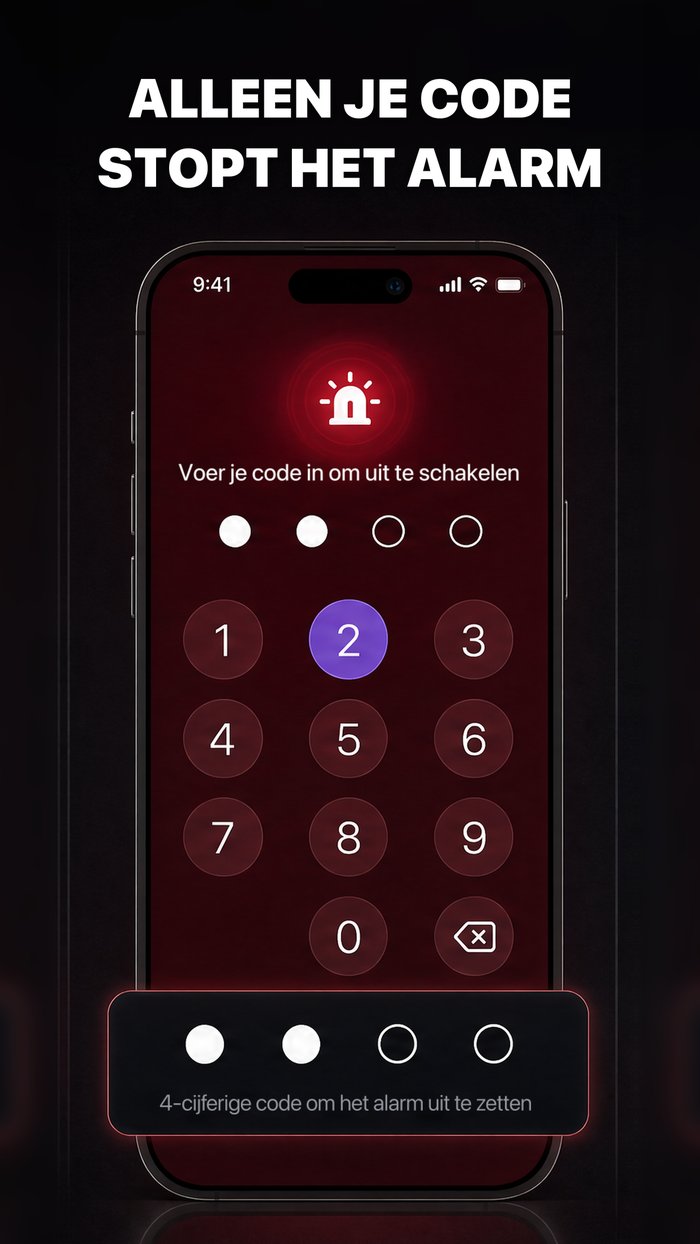 ALLEEN JE CODE
STOPT HET ALARM
9:41
Voer je code in om uit te schakelen
1 2 3
4 5 6
7 8 9
0
4-cijferige code om het alarm uit te zetten